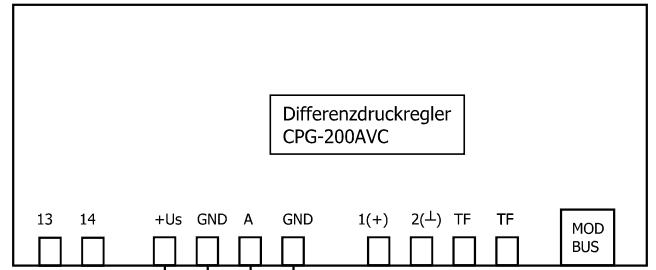 Differenzdruckregler
CPG-200AVC
13 14 +Us GND A GND 1(+) 2(⊥) TF TF
MOD
BUS